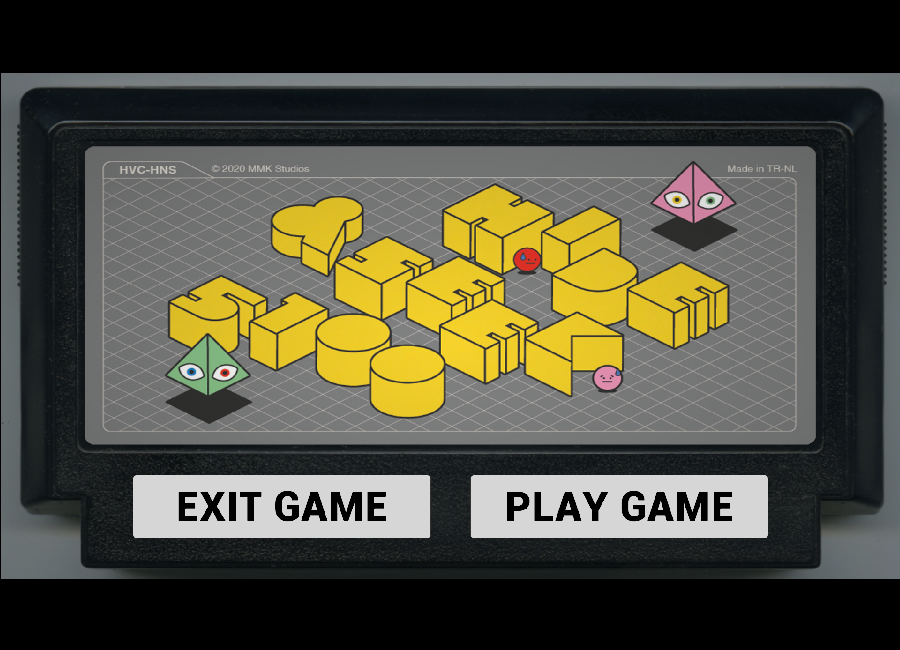 HVC-HNS
© 2020 MMK Studios
Made in TR-NL
EXIT GAME
PLAY GAME